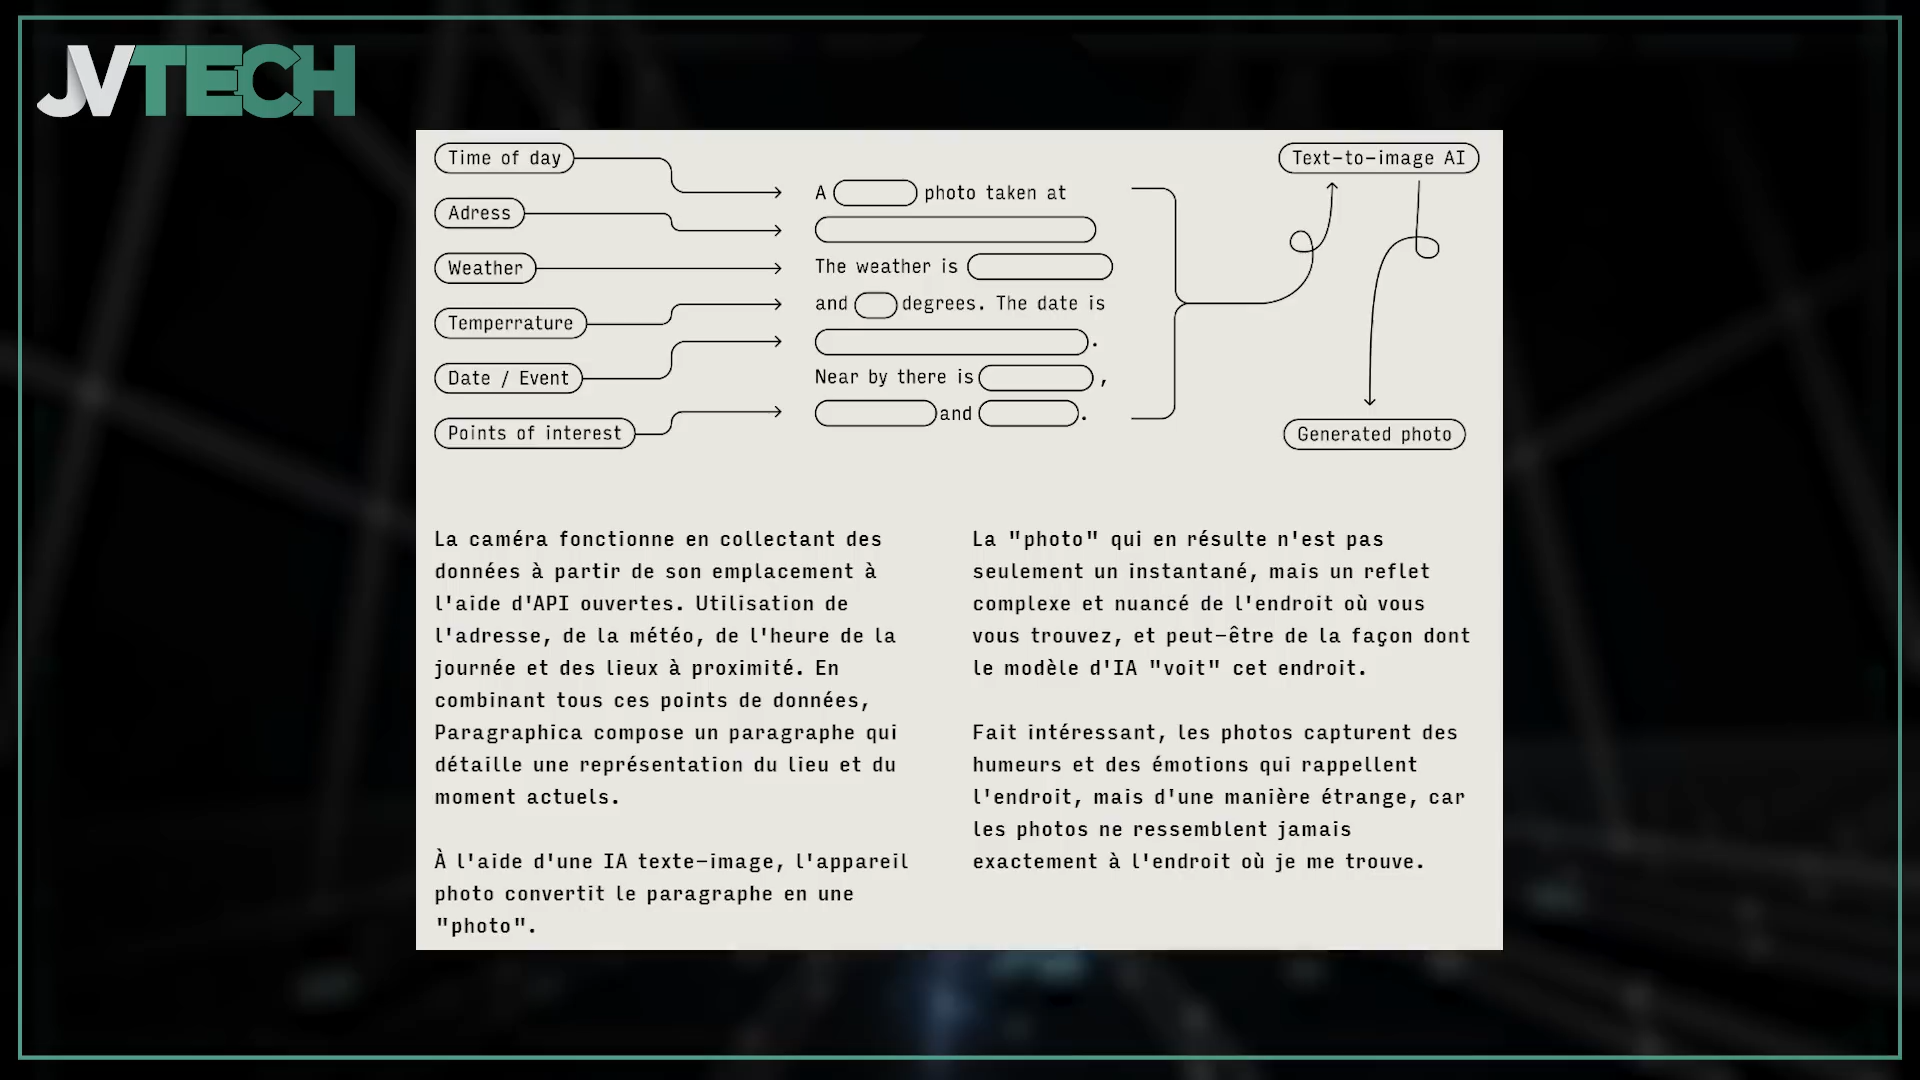 JVTECH
Time of day
Adress
Weather
Temperrature
Date / Event
Points of interest
A photo taken at
The weather is
and degrees. The date is
.
Near by there is ,
and .
Text-to-image AI
Generated photo
La caméra fonctionne en collectant des
données à partir de son emplacement à
l'aide d'API ouvertes. Utilisation de
l'adresse, de la météo, de l'heure de la
journée et des lieux à proximité. En
combinant tous ces points de données,
Paragraphica compose un paragraphe qui
détaille une représentation du lieu et du
moment actuels.
À l'aide d'une IA texte-image, l'appareil
photo convertit le paragraphe en une
"photo".
La "photo" qui en résulte n'est pas
seulement un instantané, mais un reflet
complexe et nuancé de l'endroit où vous
vous trouvez, et peut-être de la façon dont
le modèle d'IA "voit" cet endroit.
Fait intéressant, les photos capturent des
humeurs et des émotions qui rappellent
l'endroit, mais d'une manière étrange, car
les photos ne ressemblent jamais
exactement à l'endroit où je me trouve.